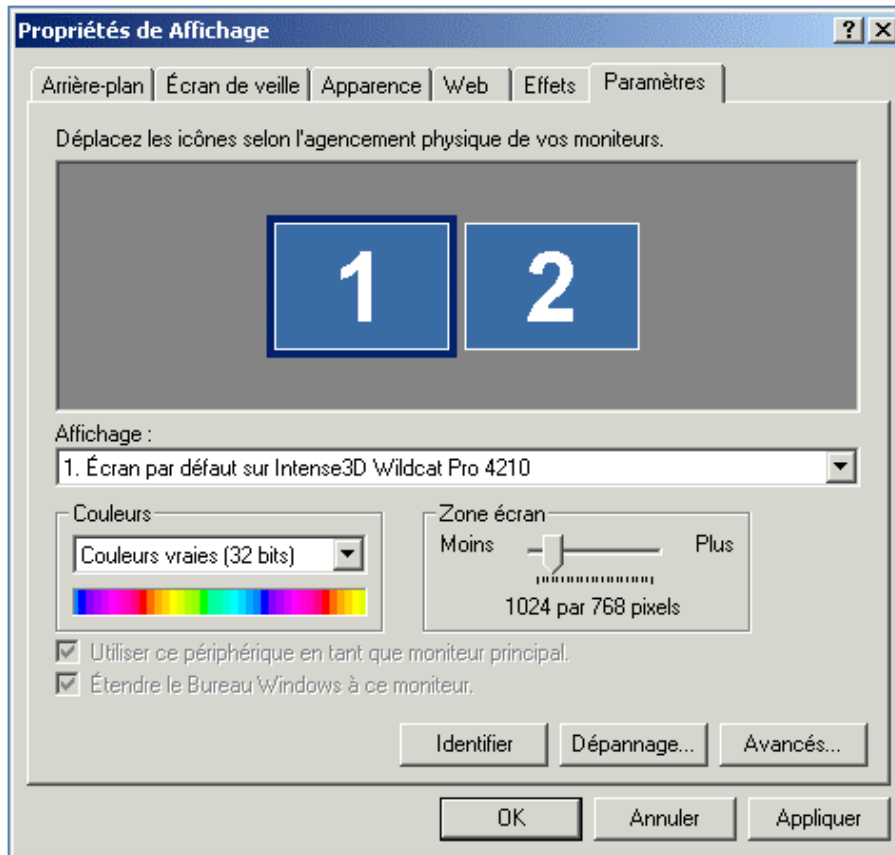 Propriétés de Affichage
Arrière-plan Écran de veille Apparence Web Effets Paramètres
Déplacez les icônes selon l'agencement physique de vos moniteurs.
1 2
Affichage :
1. Écran par défaut sur Intense3D Wildcat Pro 4210
Couleurs Zone écran
Couleurs vraies (32 bits) Moins Plus
1024 par 768 pixels
Utiliser ce périphérique en tant que moniteur principal.
Étendre le Bureau Windows à ce moniteur.
Identifier Dépannage... Avancés...
OK Annuler Appliquer